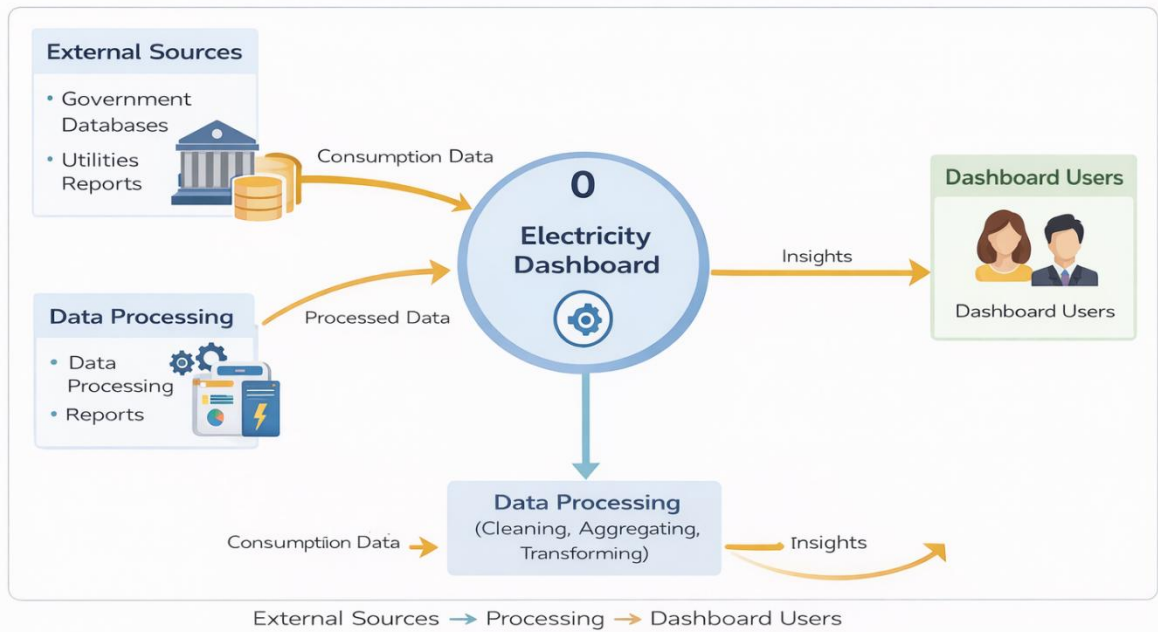 External Sources
• Government
Databases
• Utilities
Reports
Consumption Data
0
Electricity
Dashboard
Dashboard Users
Dashboard Users
Insights
Data Processing
• Data
Processing
• Reports
Processed Data
Data Processing
(Cleaning, Aggregating,
Transforming)
Consumptiion Data
Insights
External Sources → Processing → Dashboard Users